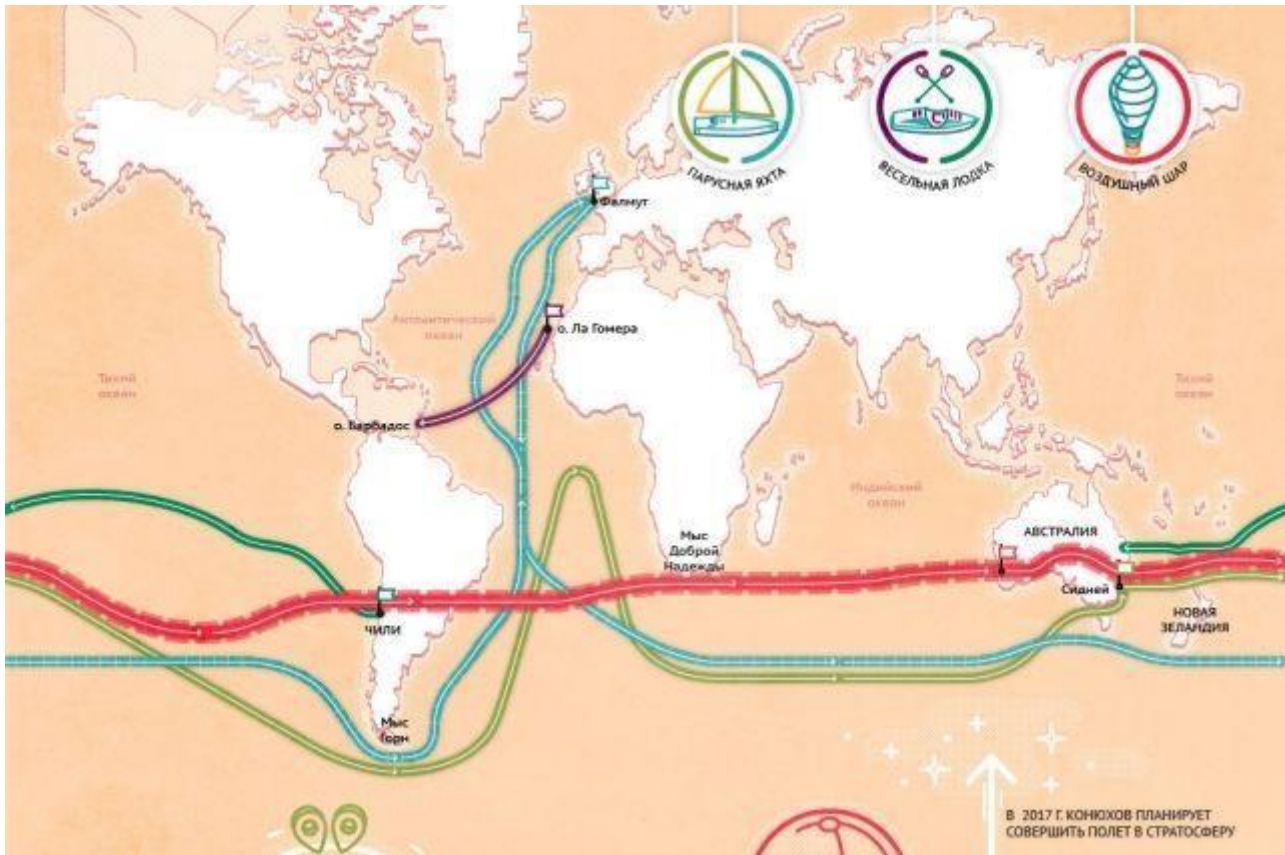 ПАРУСНАЯ ЯХТА
ВЕСЕЛЬНАЯ ЛОДКА
ВОЗДУШНЫЙ ШАР
Фалмут
Атлантический
океан
о. Ла Гомера
Тихий
океан
Тихий
океан
о. Барбадос
Индийский
океан
Мыс
Доброй
Надежды
АВСТРАЛИЯ
Сидней
НОВАЯ
ЗЕЛАНДИЯ
ЧИЛИ
Мыс
Горн
В 2017 Г. КОНЮХОВ ПЛАНИРУЕТ
СОВЕРШИТЬ ПОЛЕТ В СТРАТОСФЕРУ